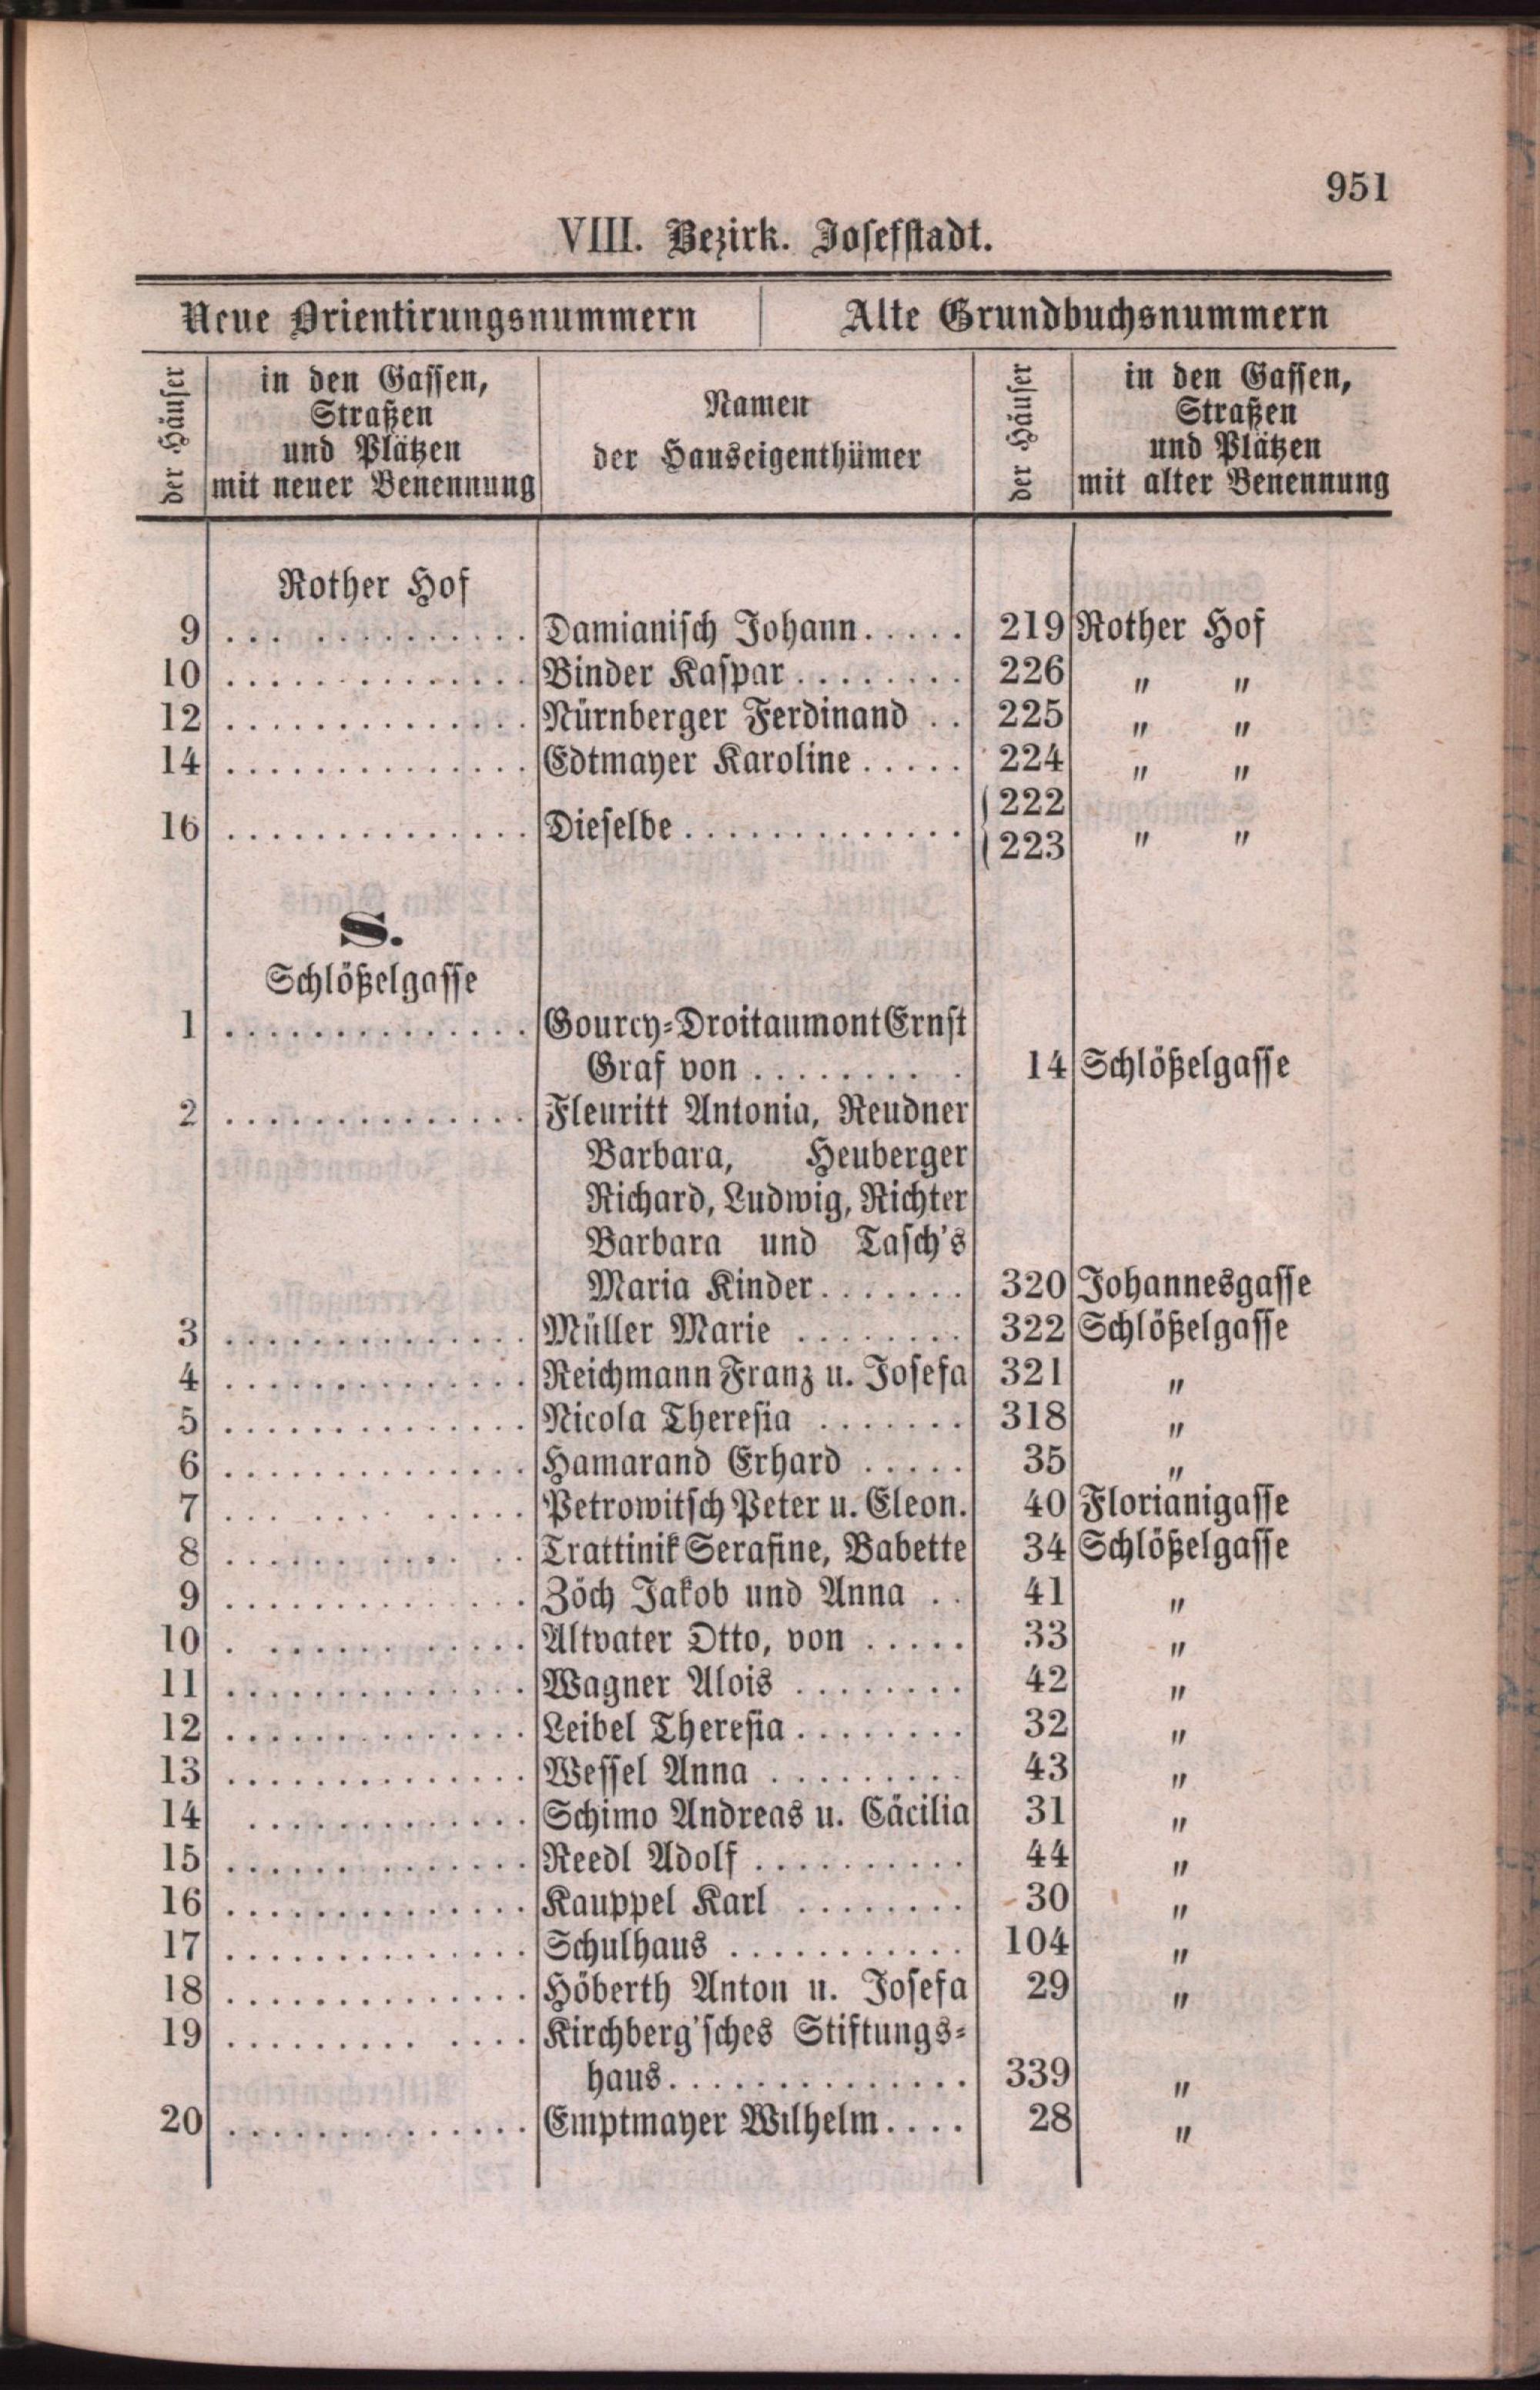 951
VIII. Bezirk. Josefstadt.
Neue Orientirungsnummern Alte Grundbuchsnummern
der Häuser
in den Gassen,
Straßen
und Plätzen
mit neuer Benennung
Namen
der Hauseigenthümer
der Häuser
in den Gassen,
Straßen
und Plätzen
mit alter Benennung
Rother Hof
9 .............. Damianisch Johann..... 219 Rother Hof
10 .............. Binder Kaspar........ 226 " "
12 .............. Nürnberger Ferdinand .. 225 " "
14 .............. Edtmayer Karoline..... 224 " "
16 .............. Dieselbe............. {222 223 " "
S.
Schlößelgasse
1 .............. Gourcy-Droitaumont Ernst
Graf von ........ 14 Schlößelgasse
2 .............. Fleuritt Antonia, Reudner
Barbara, Heuberger
Richard, Ludwig, Richter
Barbara und Tasch's
Maria Kinder....... 320 Johannesgasse
3 .............. Müller Marie ........ 322 Schlößelgasse
4 .............. Reichmann Franz u. Josefa 321 "
5 .............. Nicola Theresia ....... 318 "
6 .............. Hamarand Erhard ..... 35 "
7 ... .... ..... Petrowitsch Peter u. Eleon. 40 Florianigasse
8 .............. Trattinik Serafine, Babette 34 Schlößelgasse
9 .............. Zöch Jakob und Anna .. 41 "
10 . ........... Altvater Otto, von ..... 33 "
11 .............. Wagner Alois ........ 42 "
12 .............. Leibel Theresia........ 32 "
13 .............. Wessel Anna ......... 43 "
14 ............. Schimo Andreas u. Cäcilia 31 "
15 .............. Reedl Adolf .......... 44 "
16 .............. Kauppel Karl ........ 30 "
17 .............. Schulhaus ........... 104 "
18 .............. Höberth Anton u. Josefa 29 "
19 ......... .... Kirchberg'sches Stiftungs-
haus.............. 339 "
20 .............. Emptmayer Wilhelm.... 28 "